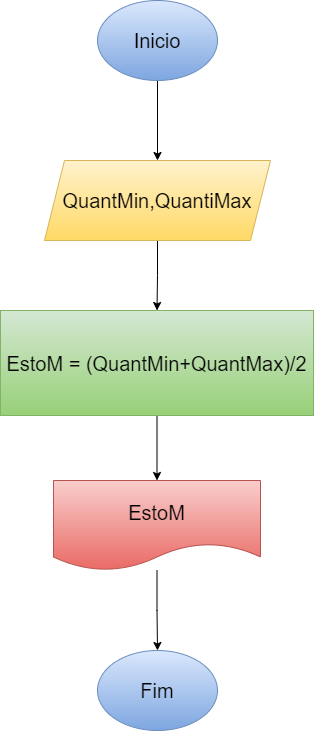 Inicio
QuantMin,QuantiMax
EstoM = (QuantMin+QuantMax)/2
EstoM
Fim